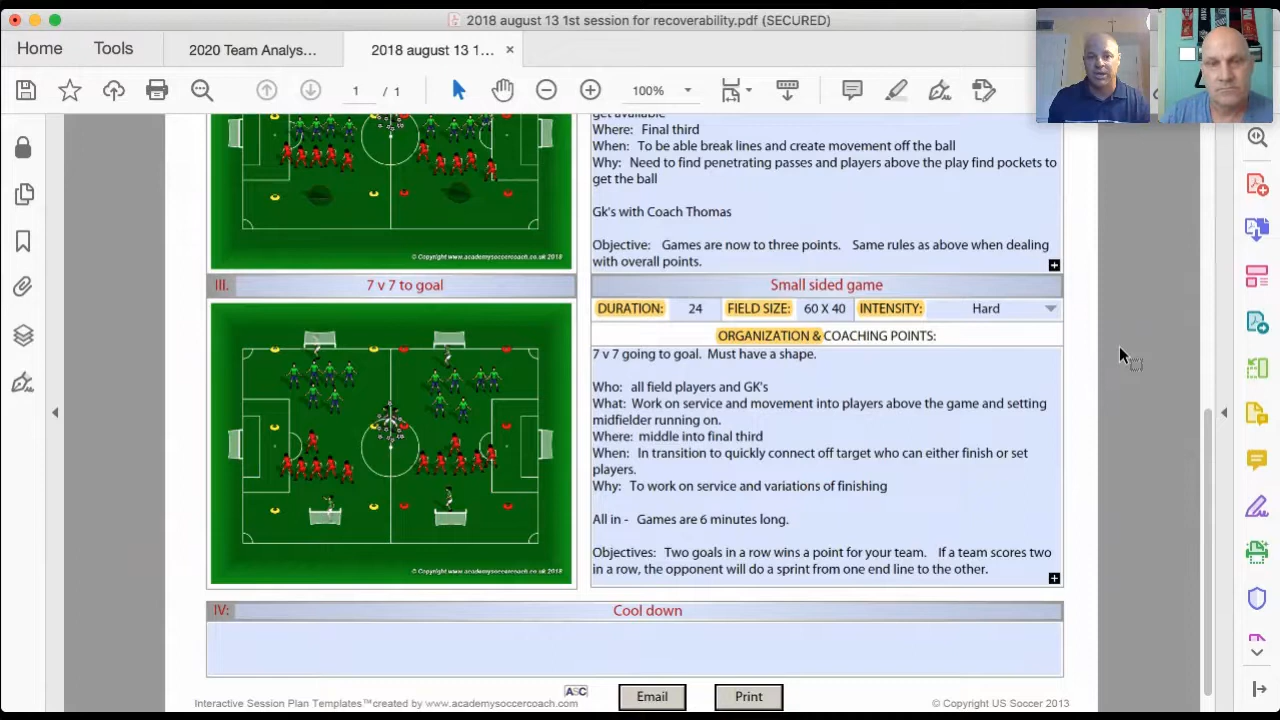 2018 august 13 1st session for recoverability.pdf (SECURED)
Home
Tools
2020 Team Analys...
2018 august 13 1...
1 / 1
100%
get available
Where: Final third
When: To be able break lines and create movement off the ball
Why: Need to find penetrating passes and players above the play find pockets to
get the ball
Gk's with Coach Thomas
Objective: Games are now to three points. Same rules as above when dealing
with overall points.
© Copyright www.academysoccercoach.co.uk 2018
III.
7 v 7 to goal
Small sided game
DURATION: 24 FIELD SIZE: 60 X 40 INTENSITY: Hard
ORGANIZATION & COACHING POINTS:
7 v 7 going to goal. Must have a shape.
Who: all field players and GK's
What: Work on service and movement into players above the game and setting
midfielder running on.
Where: middle into final third
When: In transition to quickly connect off target who can either finish or set
players.
Why: To work on service and variations of finishing
All in - Games are 6 minutes long.
Objectives: Two goals in a row wins a point for your team. If a team scores two
in a row, the opponent will do a sprint from one end line to the other.
© Copyright www.academysoccercoach.co.uk 2018
IV:
Cool down
ASC
Email
Print
Interactive Session Plan Templates™created by www.academysoccercoach.com
© Copyright US Soccer 2013